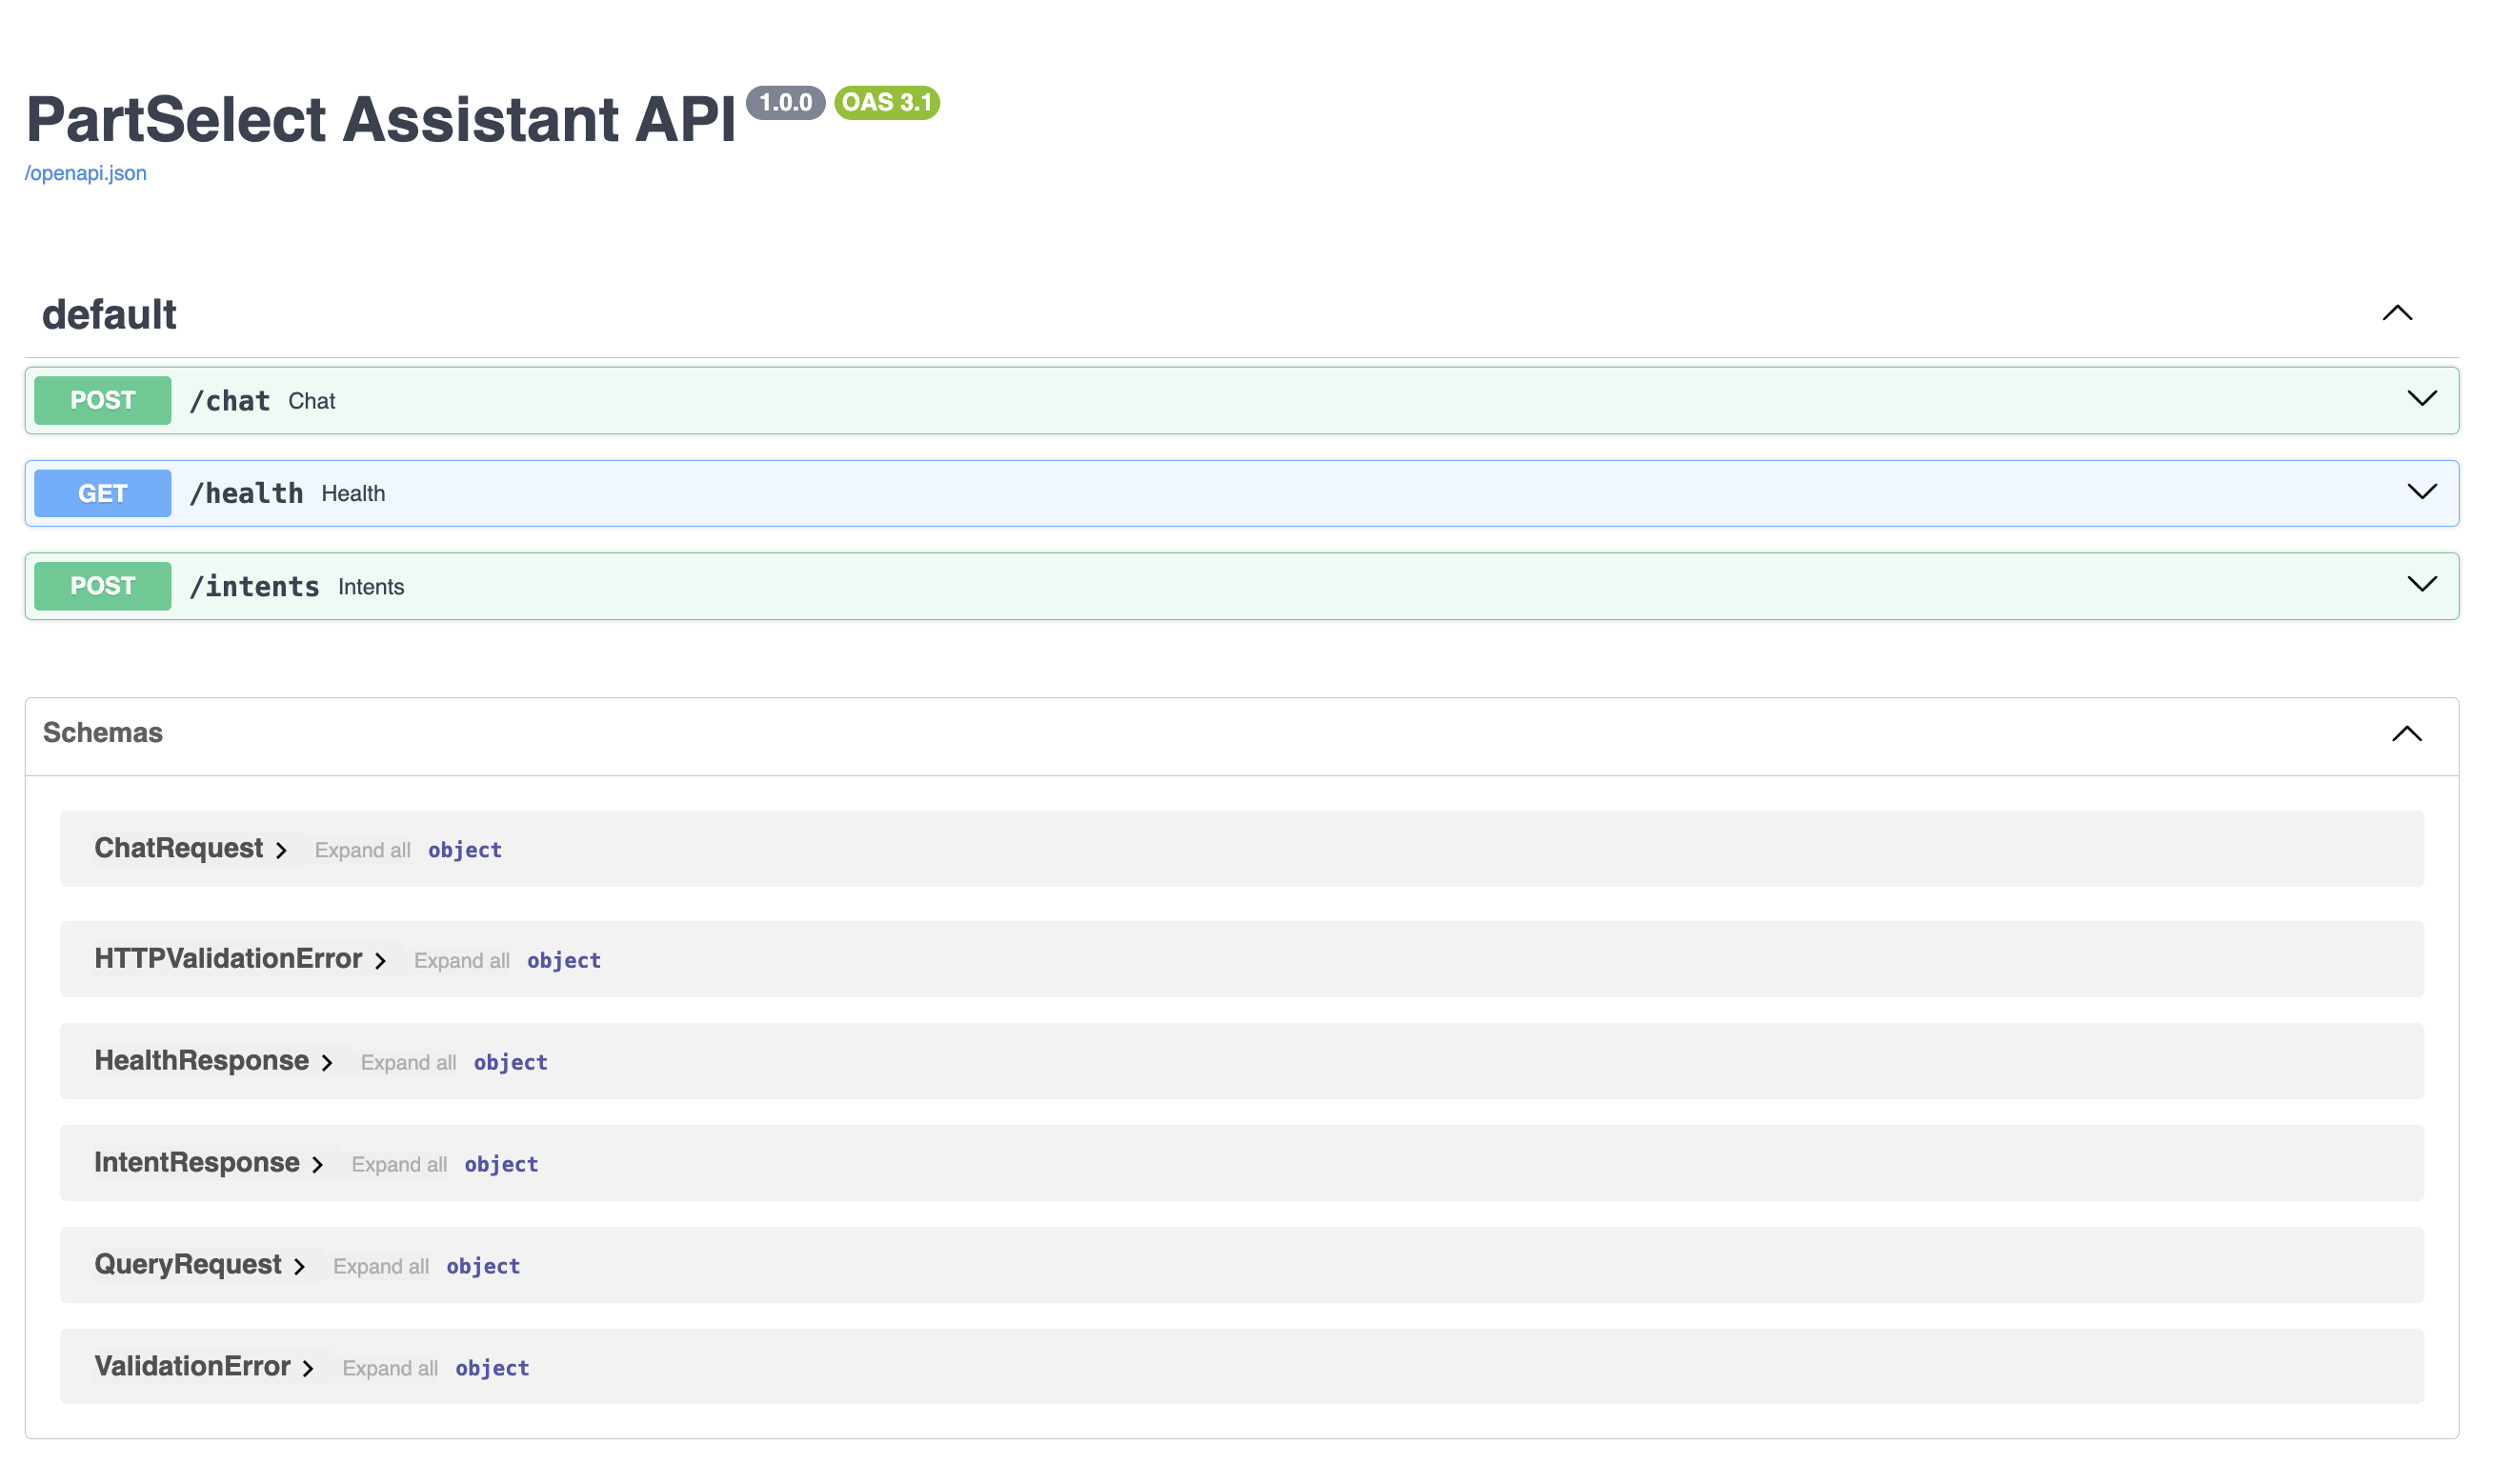 PartSelect Assistant API 1.0.0 OAS 3.1
/openapi.json
default
POST /chat Chat
GET /health Health
POST /intents Intents
Schemas
ChatRequest Expand all object
HTTPValidationError Expand all object
HealthResponse Expand all object
IntentResponse Expand all object
QueryRequest Expand all object
ValidationError Expand all object